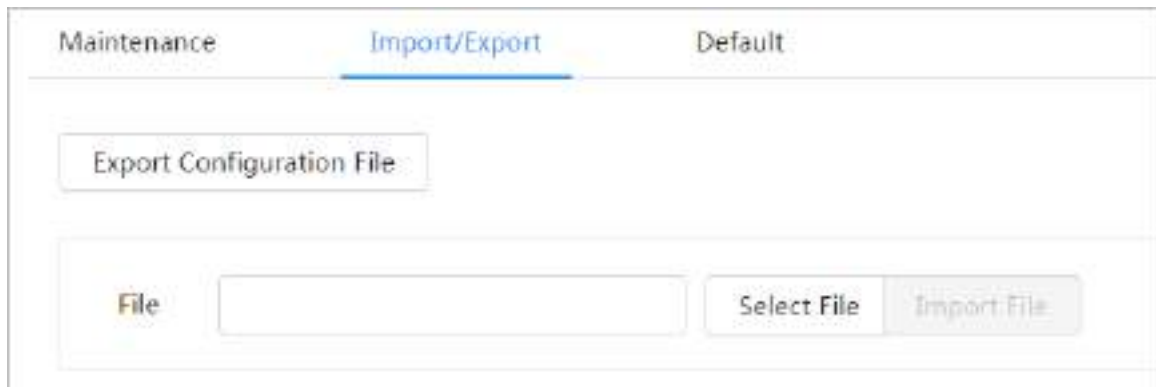 Maintenance Import/Export Default
Export Configuration File
File Select File Import File